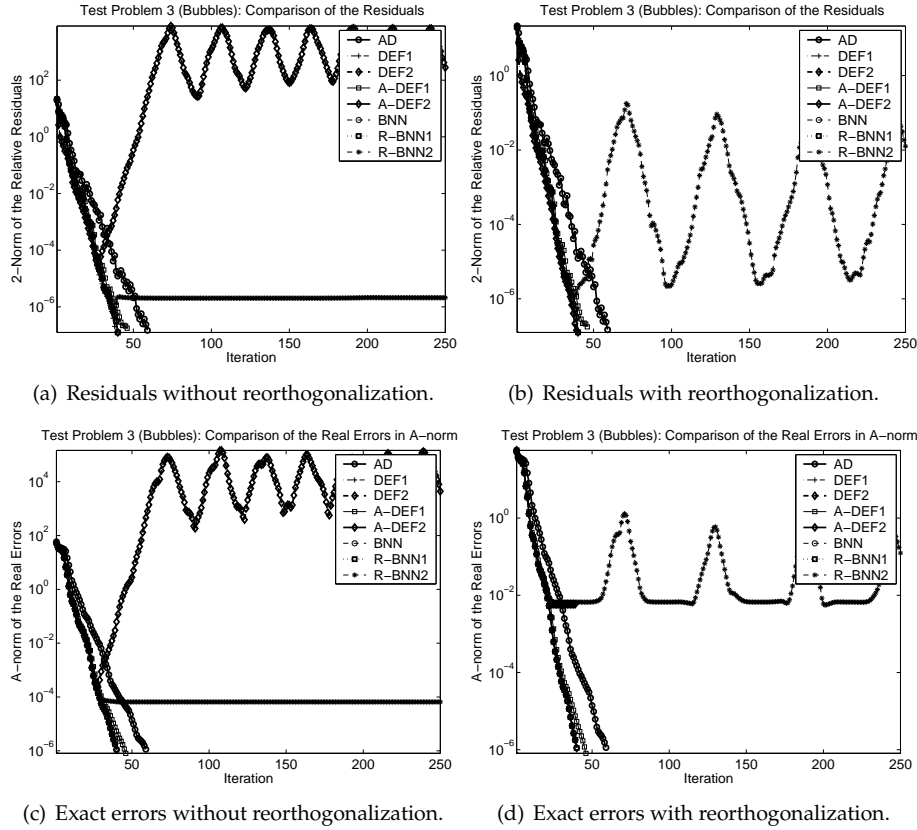 Test Problem 3 (Bubbles): Comparison of the Residuals
2−Norm of the Relative Residuals
10^2
10^0
10^−2
10^−4
10^−6
AD
DEF1
DEF2
A−DEF1
A−DEF2
BNN
R−BNN1
R−BNN2
50 100 150 200 250
Iteration
(a) Residuals without reorthogonalization.
Test Problem 3 (Bubbles): Comparison of the Residuals
2−Norm of the Relative Residuals
10^0
10^−2
10^−4
10^−6
AD
DEF1
DEF2
A−DEF1
A−DEF2
BNN
R−BNN1
R−BNN2
50 100 150 200 250
Iteration
(b) Residuals with reorthogonalization.
Test Problem 3 (Bubbles): Comparison of the Real Errors in A−norm
A−norm of the Real Errors
10^4
10^2
10^0
10^−2
10^−4
10^−6
AD
DEF1
DEF2
A−DEF1
A−DEF2
BNN
R−BNN1
R−BNN2
50 100 150 200 250
Iteration
(c) Exact errors without reorthogonalization.
Test Problem 3 (Bubbles): Comparison of the Real Errors in A−norm
A−norm of the Real Errors
10^0
10^−2
10^−4
10^−6
AD
DEF1
DEF2
A−DEF1
A−DEF2
BNN
R−BNN1
R−BNN2
50 100 150 200 250
Iteration
(d) Exact errors with reorthogonalization.